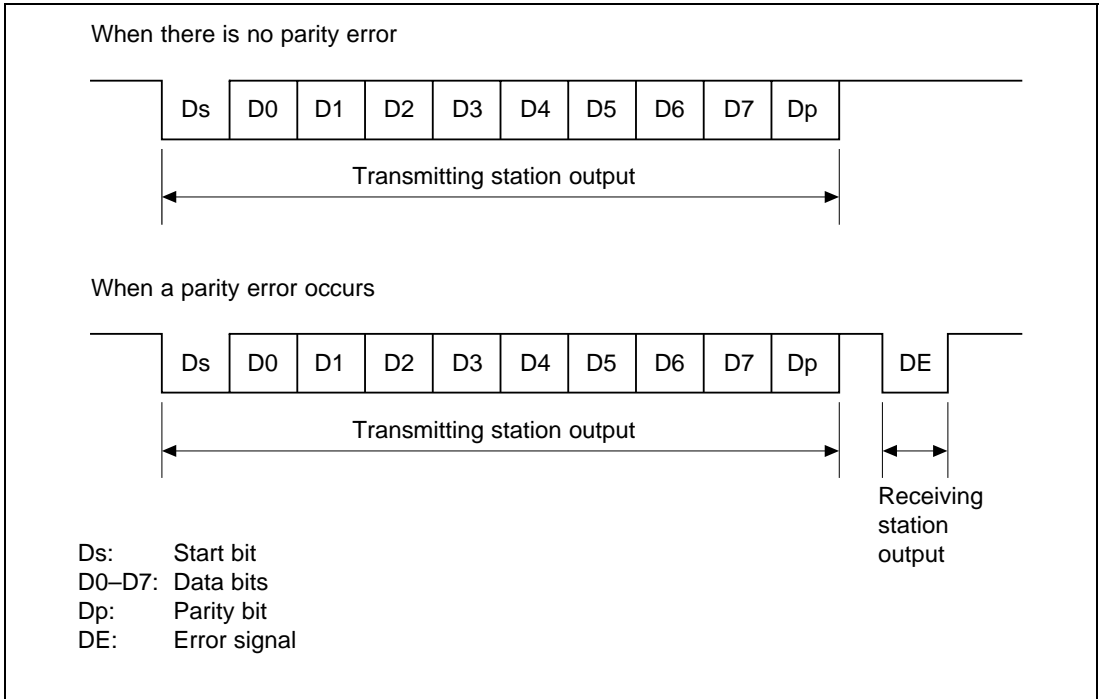 When there is no parity error
Ds D0 D1 D2 D3 D4 D5 D6 D7 Dp
Transmitting station output
When a parity error occurs
Ds D0 D1 D2 D3 D4 D5 D6 D7 Dp DE
Transmitting station output
Receiving
station
output
Ds: Start bit
D0–D7: Data bits
Dp: Parity bit
DE: Error signal